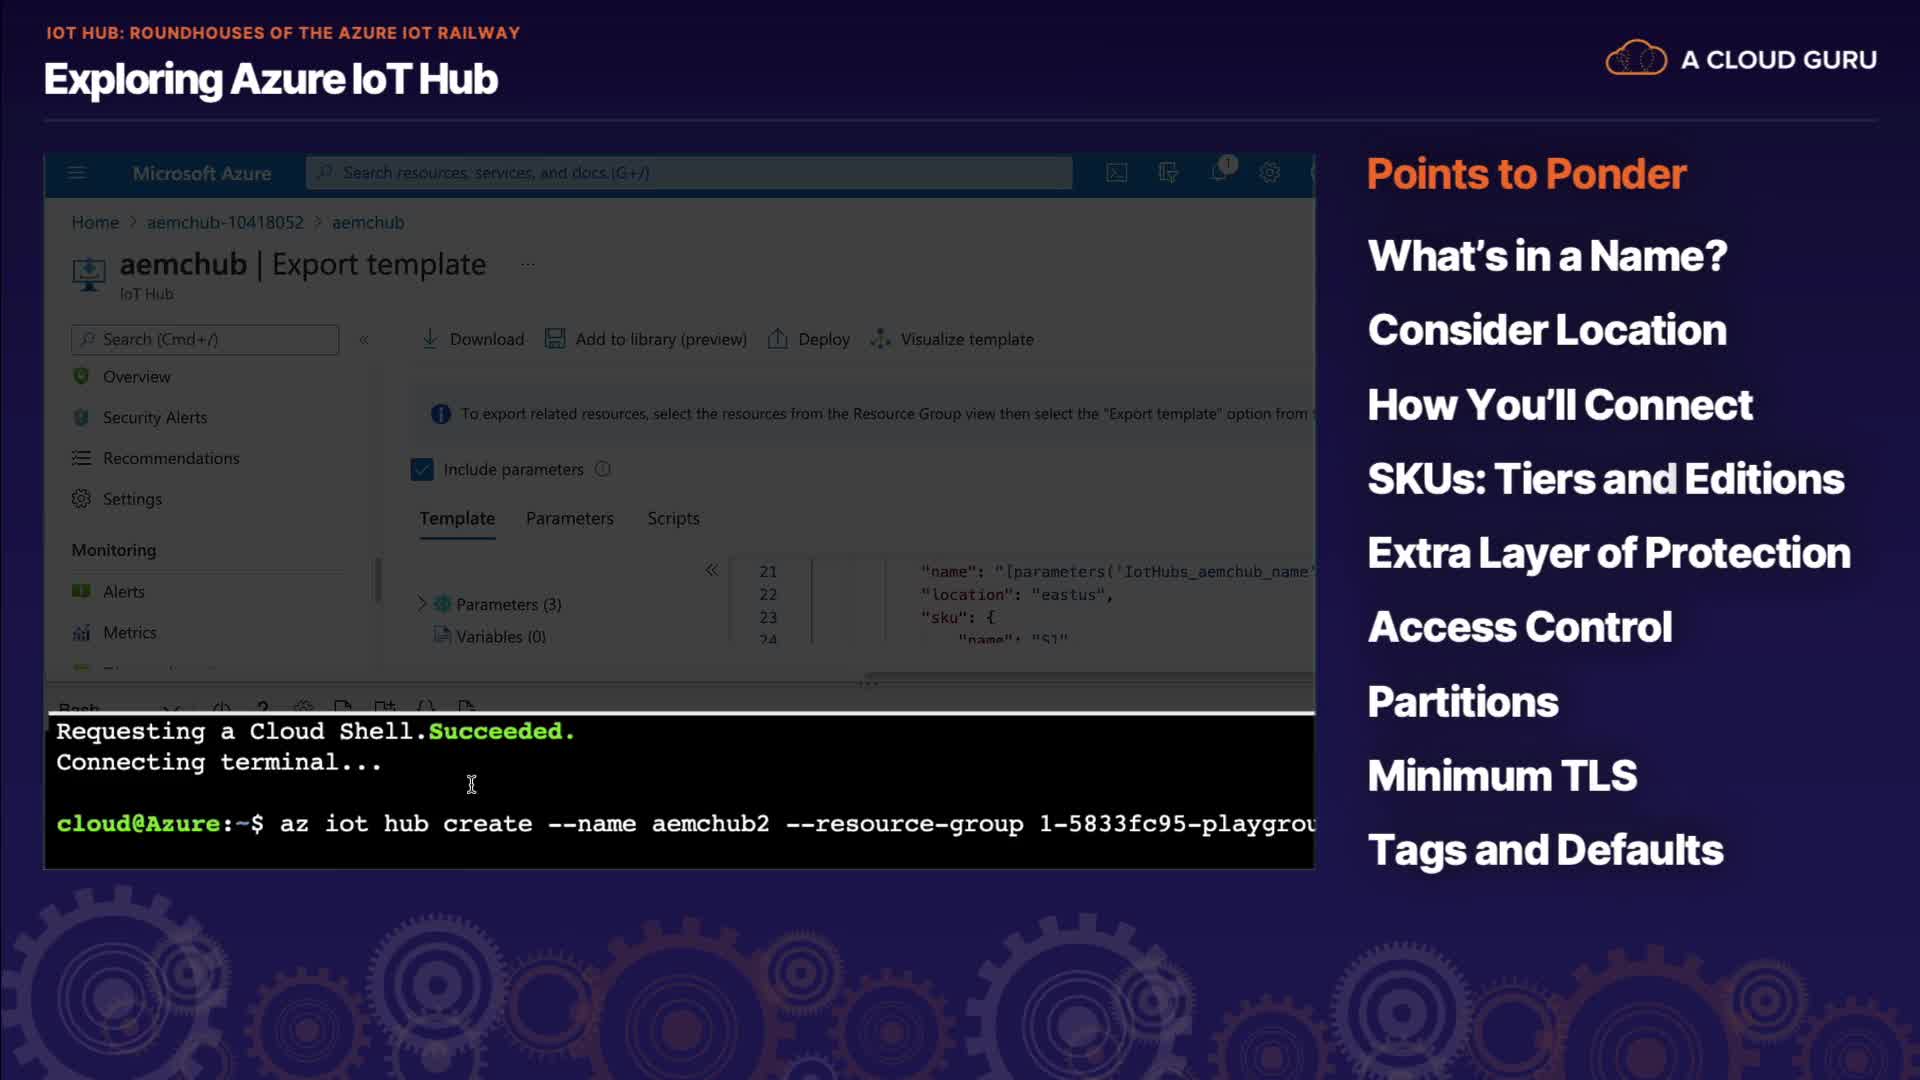 IOT HUB: ROUNDHOUSES OF THE AZURE IOT RAILWAY
Exploring Azure IoT Hub
A CLOUD GURU
Microsoft Azure
Search resources, services, and docs (G+/)
1
Home > aemchub-10418052 > aemchub
aemchub | Export template ...
IoT Hub
Search (Cmd+/)
«
Download
Add to library (preview)
Deploy
Visualize template
Overview
Security Alerts
Recommendations
Settings
Monitoring
Alerts
Metrics
To export related resources, select the resources from the Resource Group view then select the "Export template" option from
Include parameters
Template
Parameters
Scripts
«
Parameters (3)
Variables (0)
21 "name": "[parameters('IotHubs_aemchub_name'
22 "location": "eastus",
23 "sku": {
24 "name": "S1"
Bash
Requesting a Cloud Shell.Succeeded.
Connecting terminal...
cloud@Azure:~$ az iot hub create --name aemchub2 --resource-group 1-5833fc95-playgrou
Points to Ponder
What's in a Name?
Consider Location
How You'll Connect
SKUs: Tiers and Editions
Extra Layer of Protection
Access Control
Partitions
Minimum TLS
Tags and Defaults